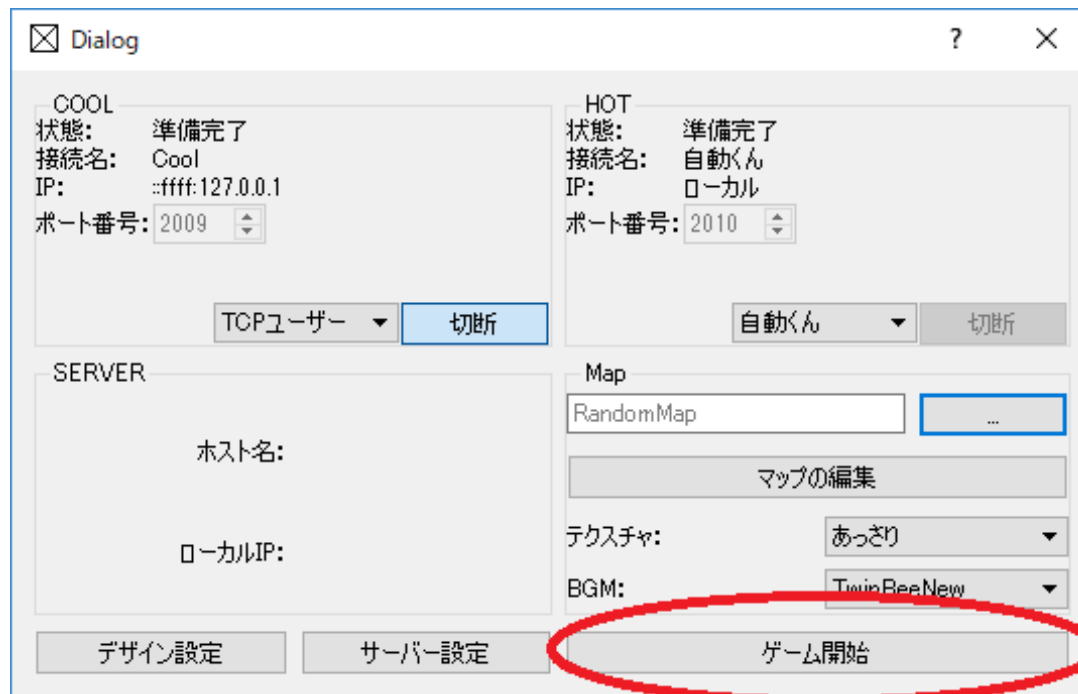 Dialog
?
COOL
状態: 準備完了
接続名: Cool
IP: ::ffff:127.0.0.1
ポート番号: 2009
TCPユーザー 切断
HOT
状態: 準備完了
接続名: 自動くん
IP: ローカル
ポート番号: 2010
自動くん 切断
SERVER
ホスト名:
ローカルIP:
Map
RandomMap ...
マップの編集
テクスチャ: あっさり
BGM: TwinBeeNew
デザイン設定 サーバー設定 ゲーム開始